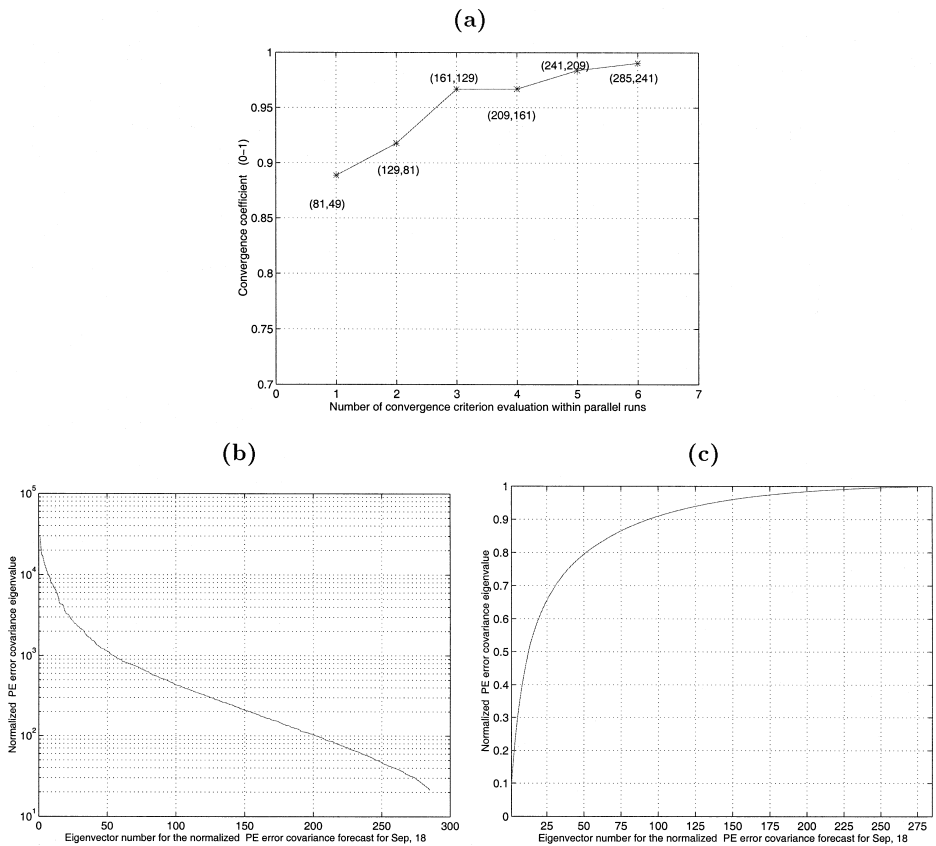 (a)
1
0.95
0.9
0.85
0.8
0.75
0.7
Convergence coefficient (0−1)
(81,49)
(129,81)
(161,129)
(209,161)
(241,209)
(285,241)
0 1 2 3 4 5 6 7
Number of convergence criterion evaluation within parallel runs
(b)
10^5
10^4
10^3
10^2
10^1
Normalized PE error covariance eigenvalue
0 50 100 150 200 250 300
Eigenvector number for the normalized PE error covariance forecast for Sep, 18
(c)
1
0.9
0.8
0.7
0.6
0.5
0.4
0.3
0.2
0.1
0
Normalized PE error covariance eigenvalue
25 50 75 100 125 150 175 200 225 250 275
Eigenvector number for the normalized PE error covariance forecast for Sep, 18